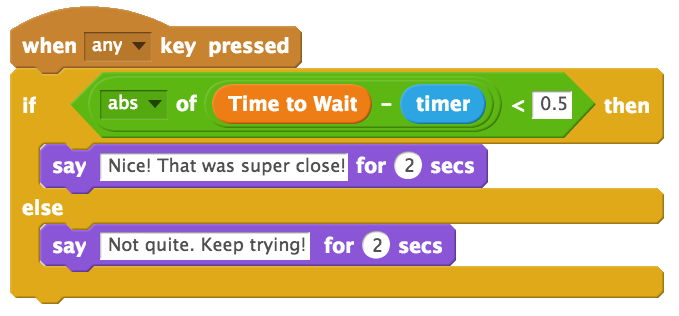 when any key pressed
if abs of Time to Wait - timer < 0.5 then
say Nice! That was super close! for 2 secs
else
say Not quite. Keep trying! for 2 secs